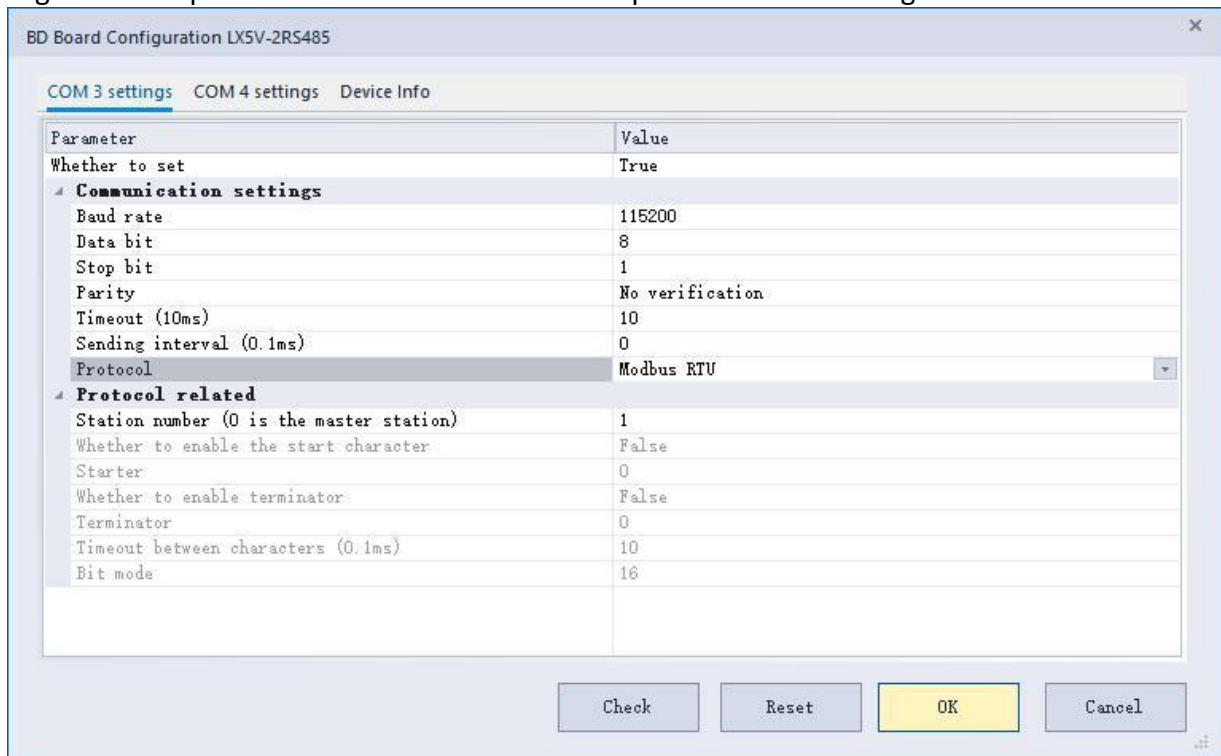 BD Board Configuration LX5V-2RS485
COM 3 settings COM 4 settings Device Info
Parameter Value
Whether to set True
Communication settings
Baud rate 115200
Data bit 8
Stop bit 1
Parity No verification
Timeout (10ms) 10
Sending interval (0.1ms) 0
Protocol Modbus RTU
Protocol related
Station number (0 is the master station) 1
Whether to enable the start character False
Starter 0
Whether to enable terminator False
Terminator 0
Timeout between characters (0.1ms) 10
Bit mode 16
Check Reset OK Cancel